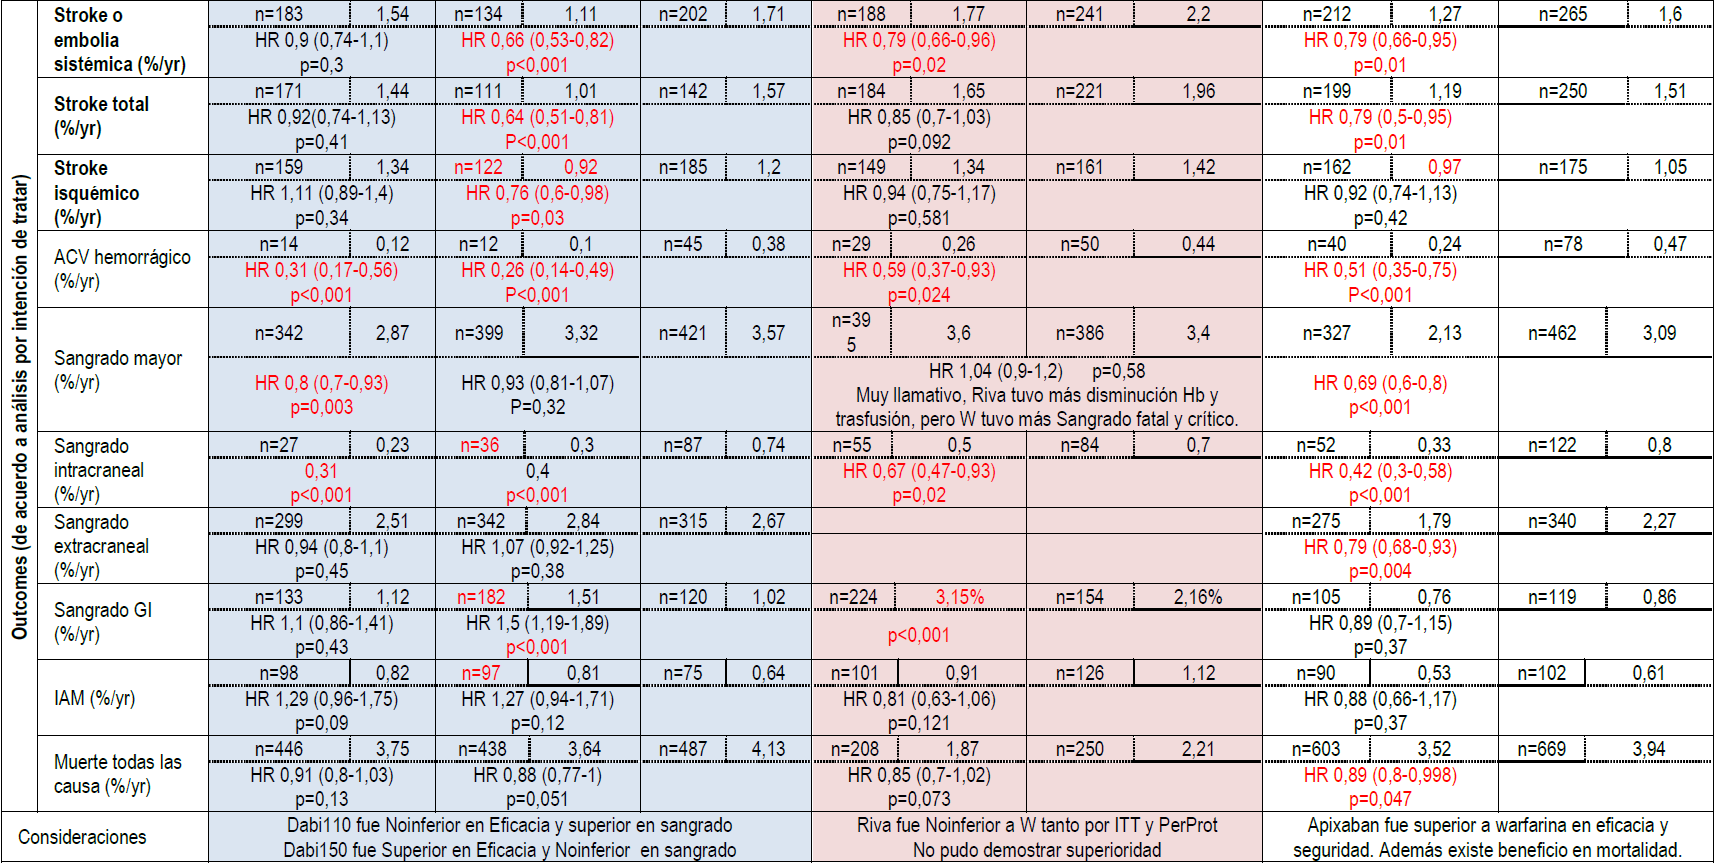 Outcomes (de acuerdo a análisis por intención de tratar)
Stroke o embolia sistémica (%/yr)
n=183 1,54 n=134 1,11 n=202 1,71 n=188 1,77 n=241 2,2 n=212 1,27 n=265 1,6
HR 0,9 (0,74-1,1) HR 0,66 (0,53-0,82) HR 0,79 (0,66-0,96) HR 0,79 (0,66-0,95)
p=0,3 p<0,001 p=0,02 p=0,01
Stroke total (%/yr)
n=171 1,44 n=111 1,01 n=142 1,57 n=184 1,65 n=221 1,96 n=199 1,19 n=250 1,51
HR 0,92(0,74-1,13) HR 0,64 (0,51-0,81) HR 0,85 (0,7-1,03) HR 0,79 (0,5-0,95)
p=0,41 P<0,001 p=0,092 p=0,01
Stroke isquémico (%/yr)
n=159 1,34 n=122 0,92 n=185 1,2 n=149 1,34 n=161 1,42 n=162 0,97 n=175 1,05
HR 1,11 (0,89-1,4) HR 0,76 (0,6-0,98) HR 0,94 (0,75-1,17) HR 0,92 (0,74-1,13)
p=0,34 p=0,03 p=0,581 p=0,42
ACV hemorrágico (%/yr)
n=14 0,12 n=12 0,1 n=45 0,38 n=29 0,26 n=50 0,44 n=40 0,24 n=78 0,47
HR 0,31 (0,17-0,56) HR 0,26 (0,14-0,49) HR 0,59 (0,37-0,93) HR 0,51 (0,35-0,75)
p<0,001 P<0,001 p=0,024 P<0,001
Sangrado mayor (%/yr)
n=342 2,87 n=399 3,32 n=421 3,57 n=395 3,6 n=386 3,4 n=327 2,13 n=462 3,09
HR 0,8 (0,7-0,93) HR 0,93 (0,81-1,07) HR 1,04 (0,9-1,2) p=0,58 HR 0,69 (0,6-0,8)
p=0,003 P=0,32 Muy llamativo, Riva tuvo más disminución Hb y p<0,001
trasfusión, pero W tuvo más Sangrado fatal y crítico.
Sangrado intracraneal (%/yr)
n=27 0,23 n=36 0,3 n=87 0,74 n=55 0,5 n=84 0,7 n=52 0,33 n=122 0,8
0,31 0,4 HR 0,67 (0,47-0,93) HR 0,42 (0,3-0,58)
p<0,001 p<0,001 p=0,02 p<0,001
Sangrado extracraneal (%/yr)
n=299 2,51 n=342 2,84 n=315 2,67 n=275 1,79 n=340 2,27
HR 0,94 (0,8-1,1) HR 1,07 (0,92-1,25) HR 0,79 (0,68-0,93)
p=0,45 p=0,38 p=0,004
Sangrado GI (%/yr)
n=133 1,12 n=182 1,51 n=120 1,02 n=224 3,15% n=154 2,16% n=105 0,76 n=119 0,86
HR 1,1 (0,86-1,41) HR 1,5 (1,19-1,89) p<0,001 HR 0,89 (0,7-1,15)
p=0,43 p<0,001 p=0,37
IAM (%/yr)
n=98 0,82 n=97 0,81 n=75 0,64 n=101 0,91 n=126 1,12 n=90 0,53 n=102 0,61
HR 1,29 (0,96-1,75) HR 1,27 (0,94-1,71) HR 0,81 (0,63-1,06) HR 0,88 (0,66-1,17)
p=0,09 p=0,12 p=0,121 p=0,37
Muerte todas las causa (%/yr)
n=446 3,75 n=438 3,64 n=487 4,13 n=208 1,87 n=250 2,21 n=603 3,52 n=669 3,94
HR 0,91 (0,8-1,03) HR 0,88 (0,77-1) HR 0,85 (0,7-1,02) HR 0,89 (0,8-0,998)
p=0,13 p=0,051 p=0,073 p=0,047
Consideraciones
Dabi110 fue Noinferior en Eficacia y superior en sangrado
Dabi150 fue Superior en Eficacia y Noinferior en sangrado
Riva fue Noinferior a W tanto por ITT y PerProt
No pudo demostrar superioridad
Apixaban fue superior a warfarina en eficacia y
seguridad. Además existe beneficio en mortalidad.